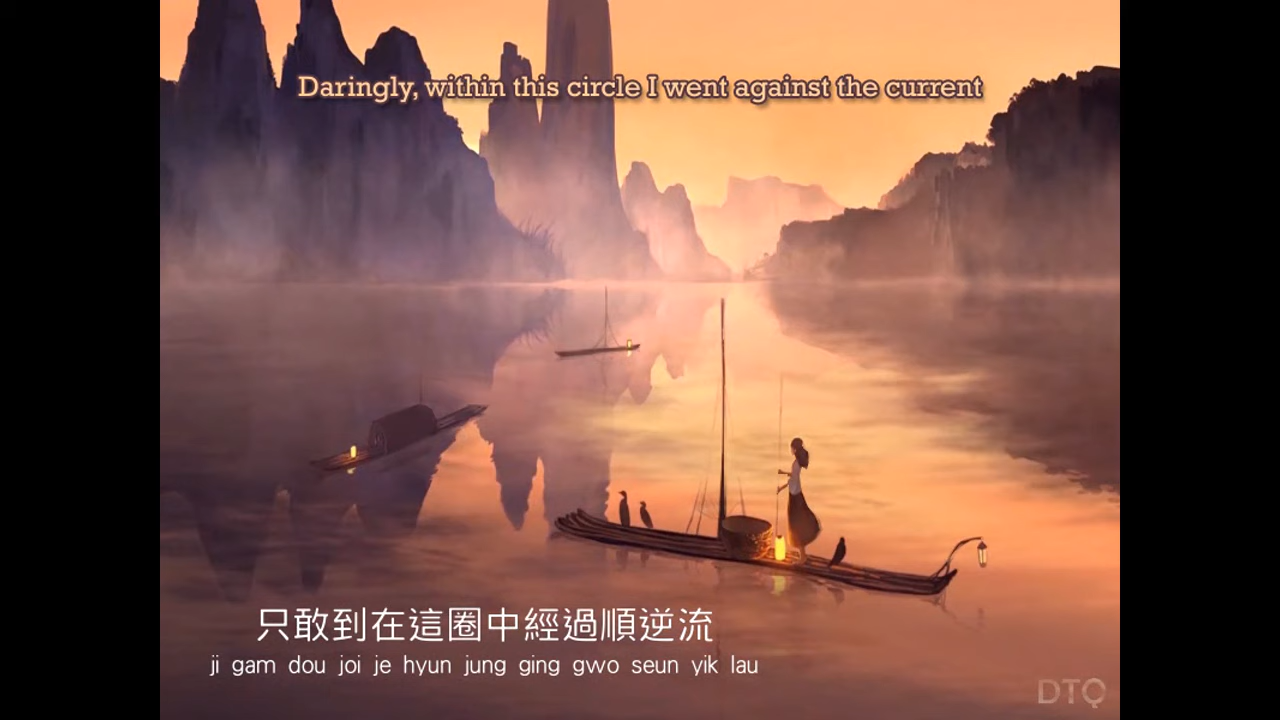 Daringly, within this circle I went against the current
只敢到在這圈中經過順逆流
ji gam dou joi je hyun jung ging gwo seun yik lau
DTQ